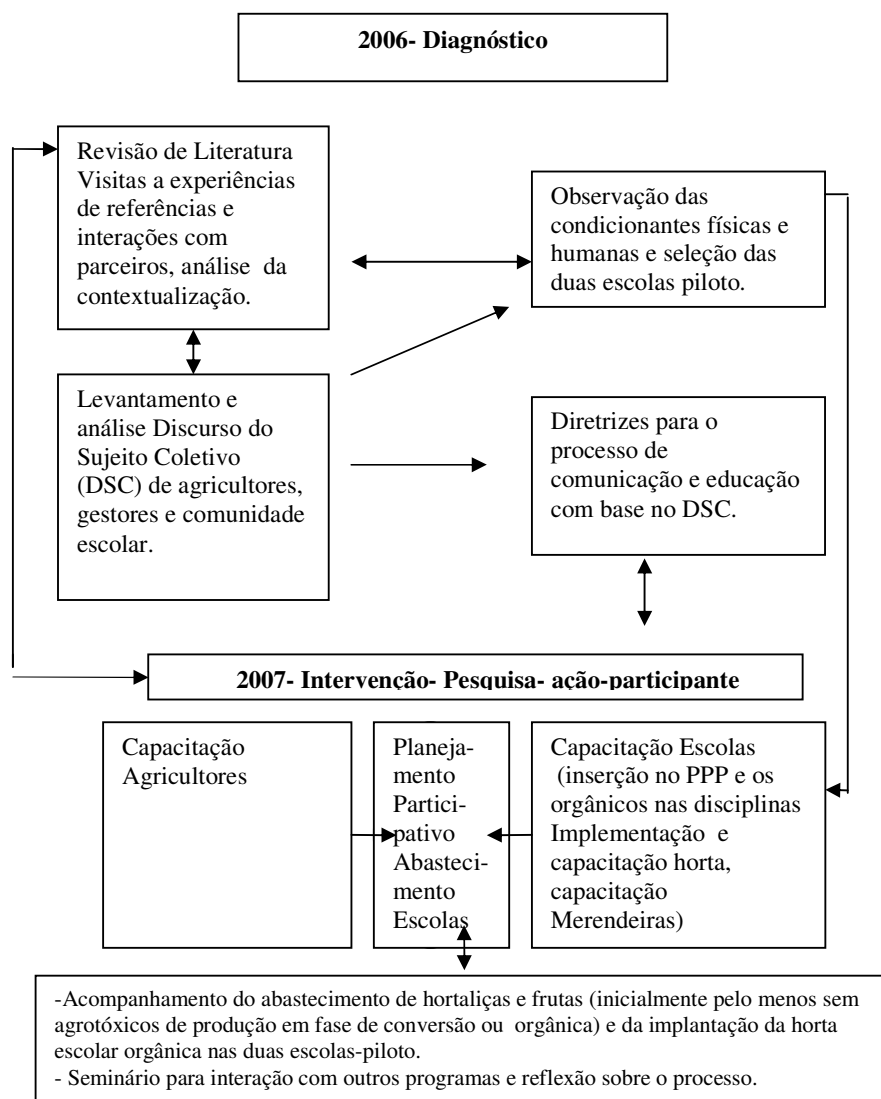 2006- Diagnóstico
Revisão de Literatura
Visitas a experiências
de referências e
interações com
parceiros, análise da
contextualização.
Observação das
condicionantes físicas e
humanas e seleção das
duas escolas piloto.
Levantamento e
análise Discurso do
Sujeito Coletivo
(DSC) de agricultores,
gestores e comunidade
escolar.
Diretrizes para o
processo de
comunicação e educação
com base no DSC.
2007- Intervenção- Pesquisa- ação-participante
Capacitação
Agricultores
Planeja-
mento
Partici-
pativo
Abasteci-
mento
Escolas
Capacitação Escolas
(inserção no PPP e os
orgânicos nas disciplinas
Implementação e
capacitação horta,
capacitação
Merendeiras)
-Acompanhamento do abastecimento de hortaliças e frutas (inicialmente pelo menos sem
agrotóxicos de produção em fase de conversão ou orgânica) e da implantação da horta
escolar orgânica nas duas escolas-piloto.
- Seminário para interação com outros programas e reflexão sobre o processo.